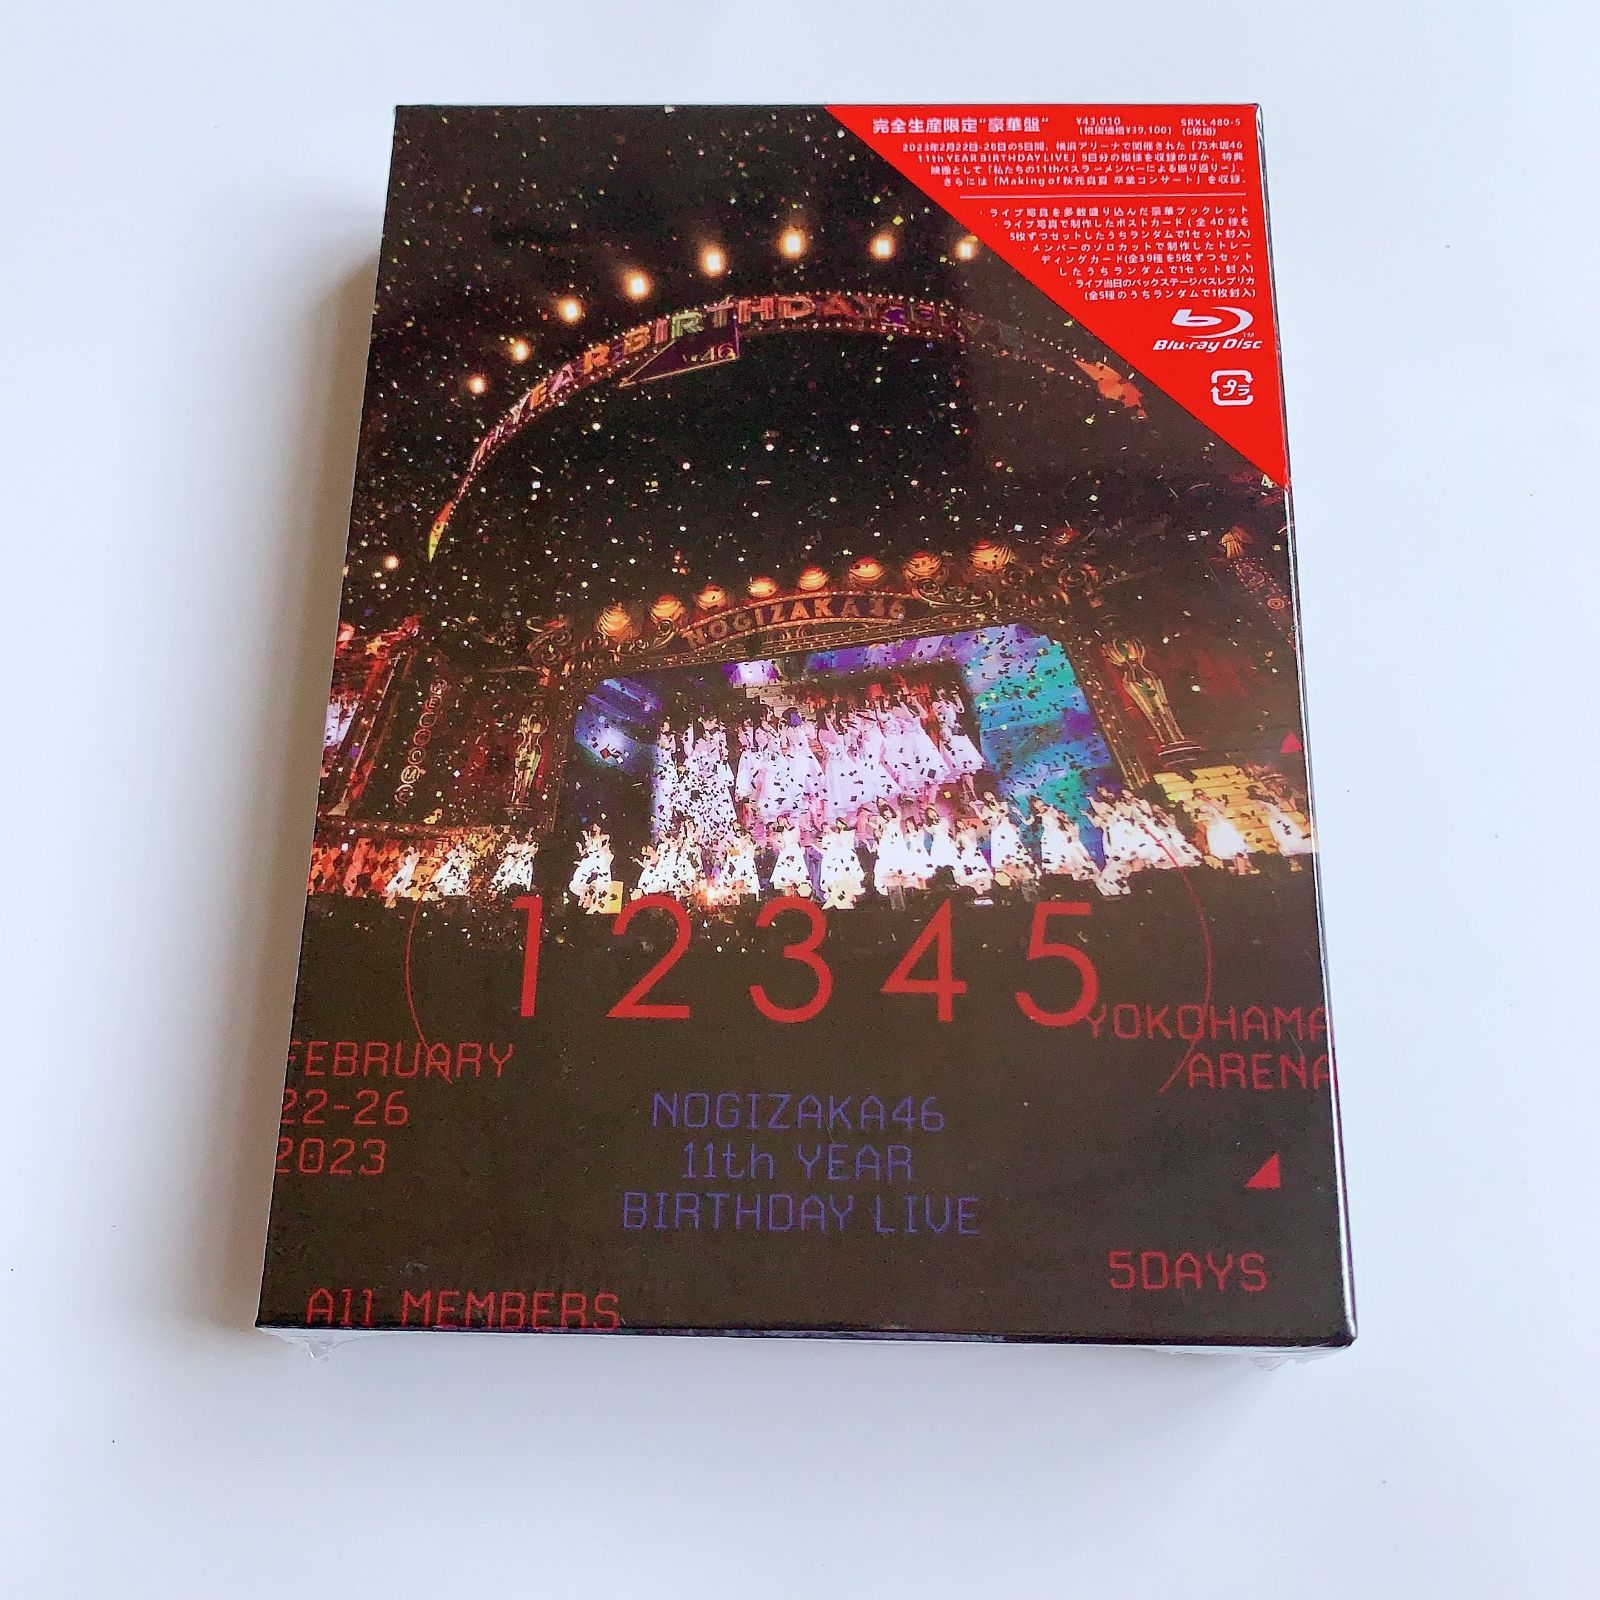 完全生産限定"豪華盤" ¥43,010 SRXL 480-5
(税抜価格¥39,100) (6枚組)
2023年2月22日-26日の5日間、横浜アリーナで開催された「乃木坂46
11th YEAR BIRTHDAY LIVE」5日分の模様を収録のほか、特典
映像として「私たちの11thバスラーメンバーによる振り返りー」、
さらには「Making of 秋元真夏 卒業コンサート」を収録。
・ライブ写真を多数盛り込んだ豪華ブックレット
・ライブ写真で制作したポストカード(全40種を
5枚ずつセットしたうちランダムで1セット封入)
・メンバーのソロカットで制作したトレー
ディングカード(全39種を5枚ずつセット
したうちランダムで1セット封入)
・ライブ当日のバックステージパスレプリカ
(全5種のうちランダムで1枚封入)
Blu-ray Disc TM
プラ
YEAR BIRTHDAY LIVE
46
NOGIZAKA46
WELCOME
1 2 3 4 5
YOKOHAMA
ARENA
FEBRUARY
22-26
2023
NOGIZAKA46
11th YEAR
BIRTHDAY LIVE
5DAYS
All MEMBERS